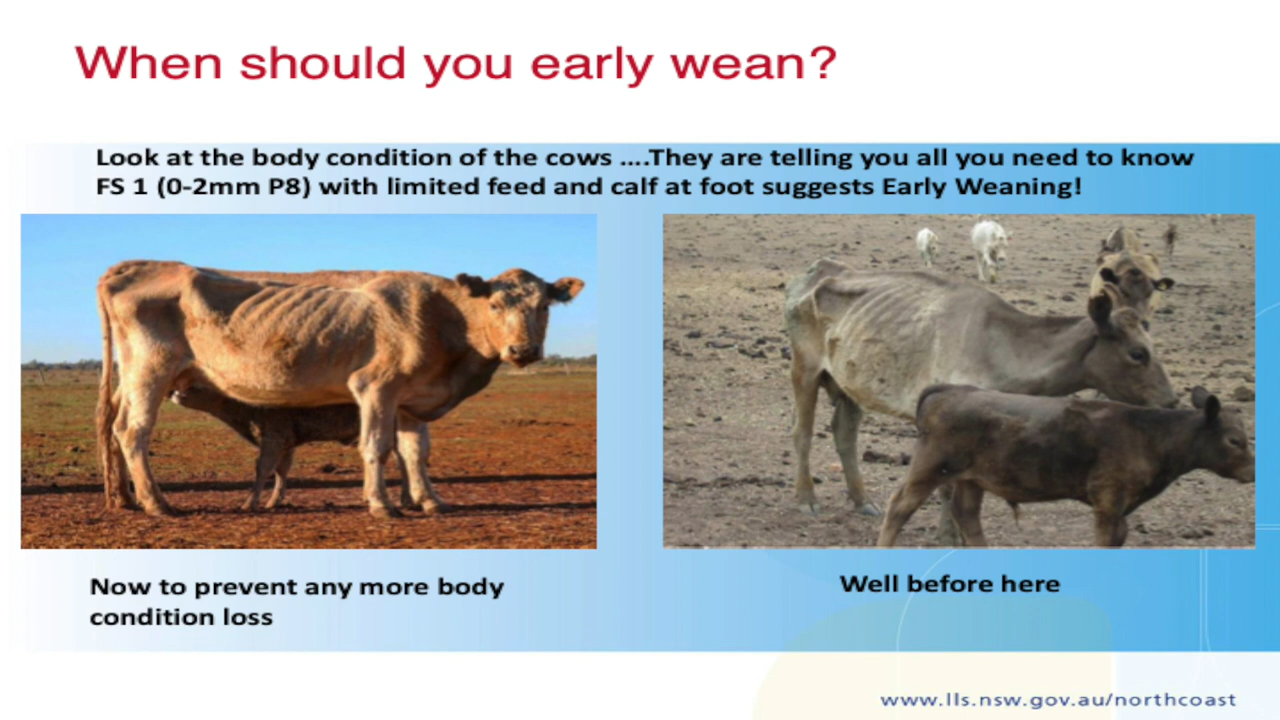 When should you early wean?
Look at the body condition of the cows ....They are telling you all you need to know
FS 1 (0-2mm P8) with limited feed and calf at foot suggests Early Weaning!
Now to prevent any more body
condition loss
Well before here
www.lls.nsw.gov.au/northcoast